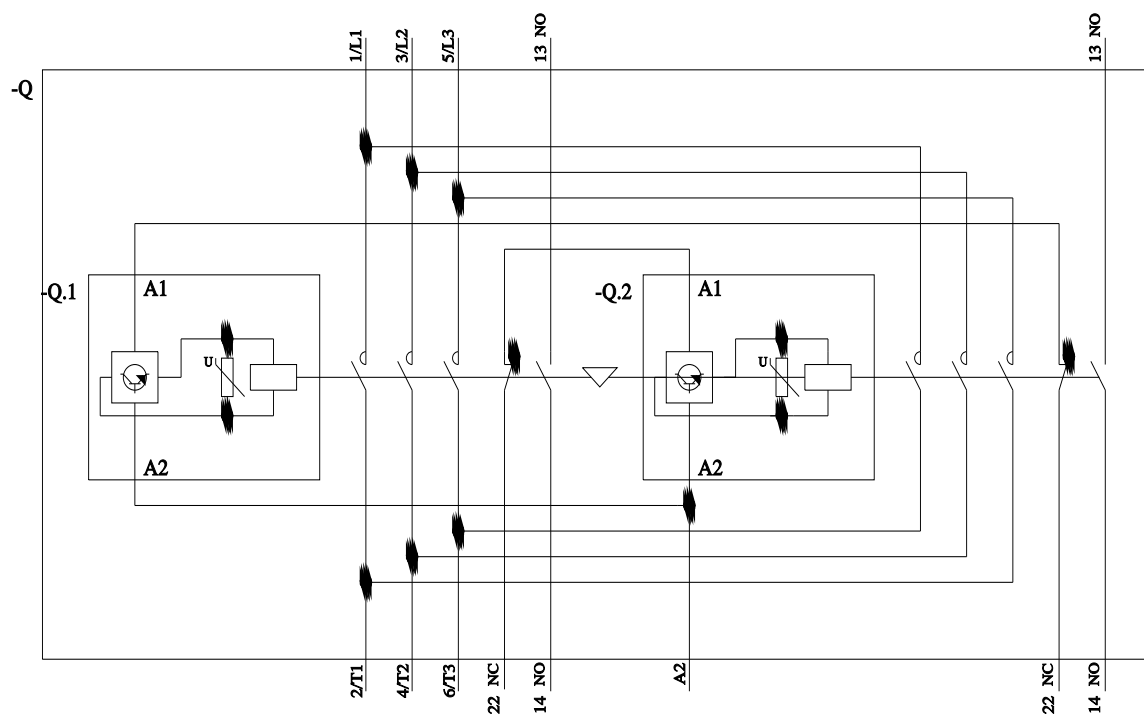 1/L1
3/L2
5/L3
13 NO
13 NO
-Q
-Q.1
A1
-Q.2
A1
U
U
A2
A2
2/T1
4/T2
6/T3
22 NC
14 NO
A2
22 NC
14 NO